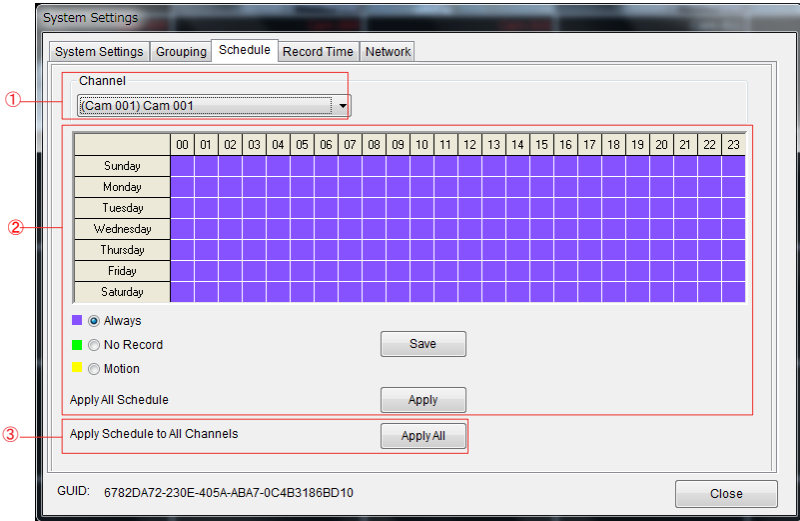 System Settings
System Settings Grouping Schedule Record Time Network
Channel
① (Cam 001) Cam 001
00 01 02 03 04 05 06 07 08 09 10 11 12 13 14 15 16 17 18 19 20 21 22 23
Sunday
Monday
Tuesday
② Wednesday
Thursday
Friday
Saturday
Always
No Record Save
Motion
Apply All Schedule Apply
③ Apply Schedule to All Channels Apply All
GUID: 6782DA72-230E-405A-ABA7-0C4B3186BD10 Close